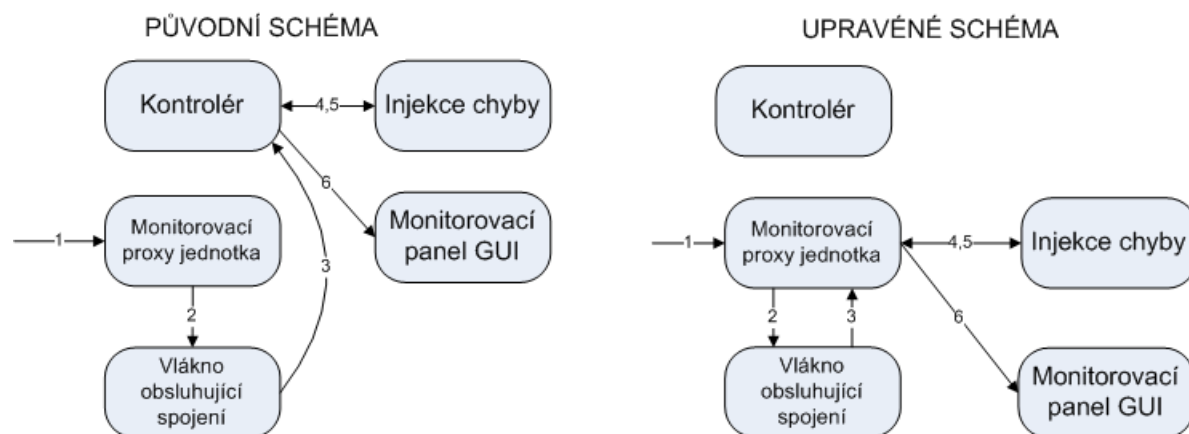 PŮVODNÍ SCHÉMA
Kontrolér
4,5
Injekce chyby
6
1
Monitorovací
proxy jednotka
Monitorovací
panel GUI
3
2
Vlákno
obsluhující
spojení
UPRAVÉNÉ SCHÉMA
Kontrolér
1
Monitorovací
proxy jednotka
4,5
Injekce chyby
2
3
6
Vlákno
obsluhující
spojení
Monitorovací
panel GUI